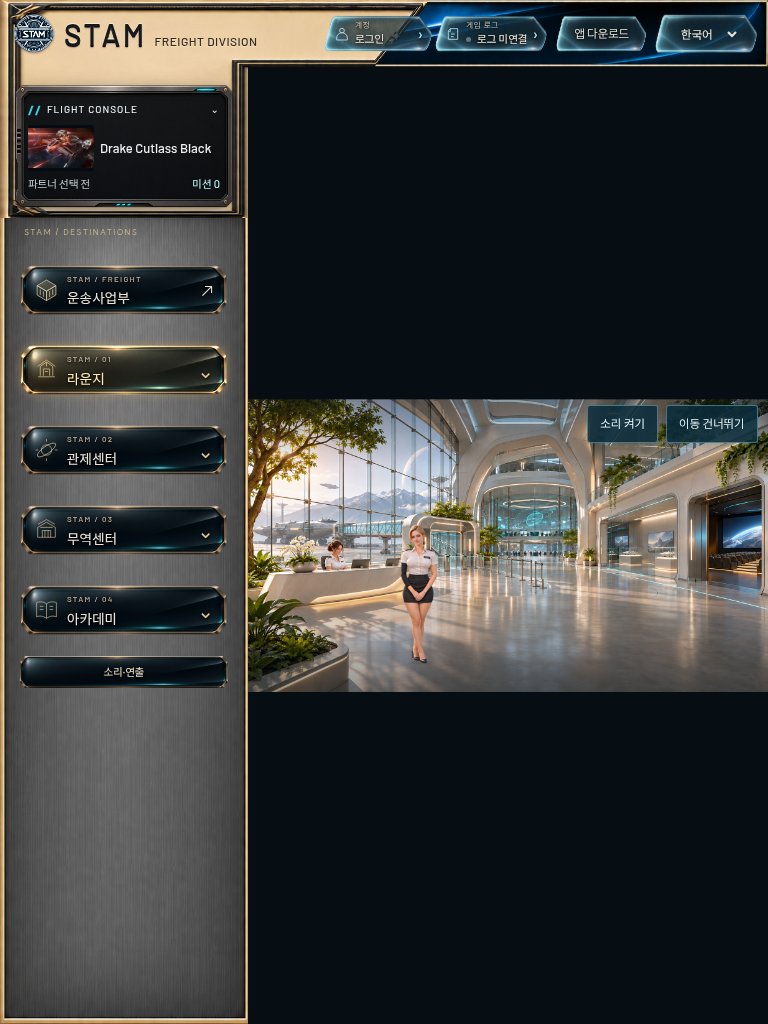 STAM FREIGHT DIVISION
계정
로그인
게임 로그
로그 미연결
앱 다운로드
한국어
// FLIGHT CONSOLE
Drake Cutlass Black
파트너 선택 전 미션 0
STAM / DESTINATIONS
STAM / FREIGHT
운송사업부
STAM / 01
라운지
STAM / 02
관제센터
STAM / 03
무역센터
STAM / 04
아카데미
소리·연출
소리 켜기
이동 건너뛰기
STAM